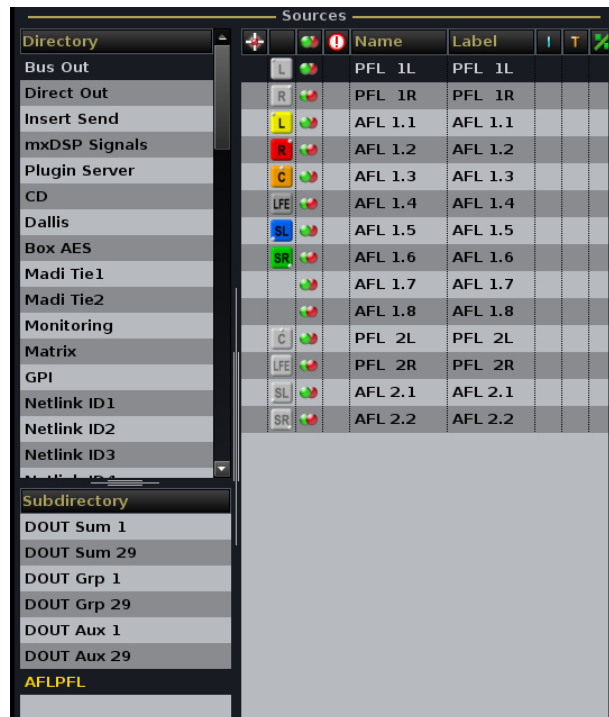 Sources
Directory
Bus Out
Direct Out
Insert Send
mxDSP Signals
Plugin Server
CD
Dallis
Box AES
Madi Tie1
Madi Tie2
Monitoring
Matrix
GPI
Netlink ID1
Netlink ID2
Netlink ID3
Subdirectory
DOUT Sum 1
DOUT Sum 29
DOUT Grp 1
DOUT Grp 29
DOUT Aux 1
DOUT Aux 29
AFLPFL
! Name Label I T
L PFL 1L PFL 1L
R PFL 1R PFL 1R
L AFL 1.1 AFL 1.1
R AFL 1.2 AFL 1.2
C AFL 1.3 AFL 1.3
LFE AFL 1.4 AFL 1.4
SL AFL 1.5 AFL 1.5
SR AFL 1.6 AFL 1.6
AFL 1.7 AFL 1.7
AFL 1.8 AFL 1.8
C PFL 2L PFL 2L
LFE PFL 2R PFL 2R
SL AFL 2.1 AFL 2.1
SR AFL 2.2 AFL 2.2